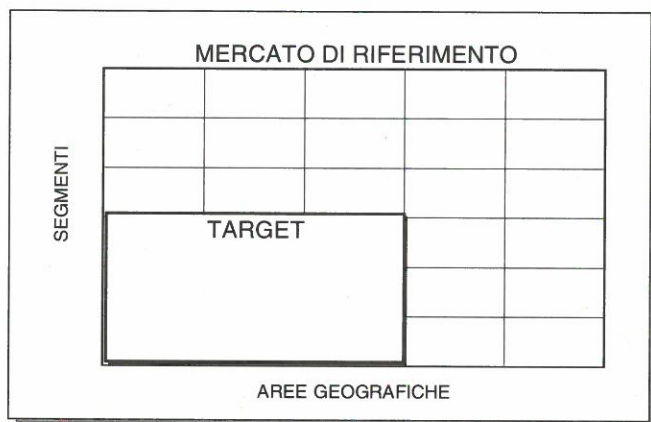 MERCATO DI RIFERIMENTO
SEGMENTI
TARGET
AREE GEOGRAFICHE